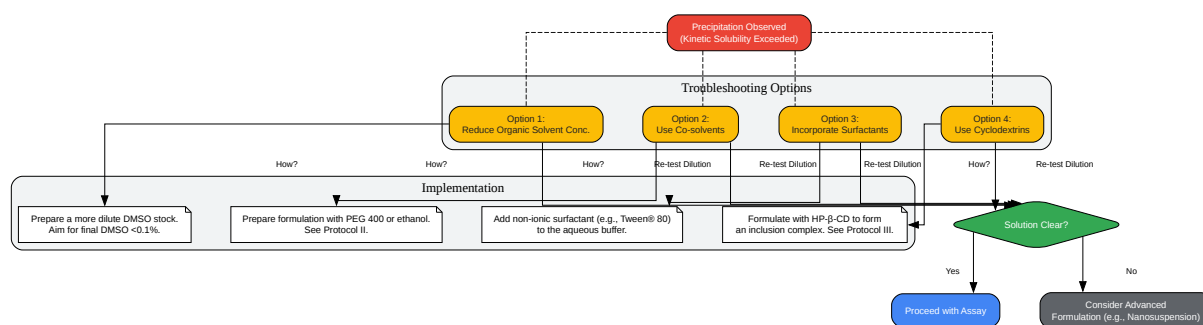 Precipitation Observed
(Kinetic Solubility Exceeded)
Troubleshooting Options
Option 1:
Reduce Organic Solvent Conc.
Option 2:
Use Co-solvents
Option 3:
Incorporate Surfactants
Option 4:
Use Cyclodextrins
How?
How?
How?
Re-test Dilution
Re-test Dilution
Re-test Dilution
How?
Re-test Dilution
Implementation
Prepare a more dilute DMSO stock.
Aim for final DMSO <0.1%.
Prepare formulation with PEG 400 or ethanol.
See Protocol II.
Add non-ionic surfactant (e.g., Tween® 80)
to the aqueous buffer.
Formulate with HP-β-CD to form
an inclusion complex. See Protocol III.
Solution Clear?
Yes
No
Proceed with Assay
Consider Advanced
Formulation (e.g., Nanosuspension)